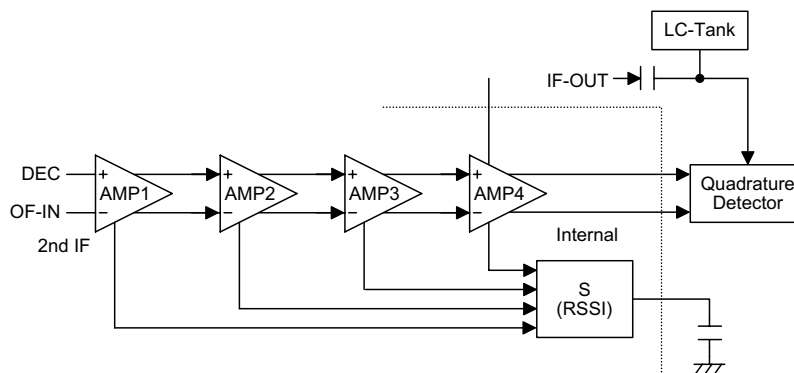 LC-Tank
IF-OUT
DEC
+
AMP1
+
AMP2
+
AMP3
+
AMP4
Quadrature
Detector
OF-IN
−
−
−
−
2nd IF
Internal
S
(RSSI)